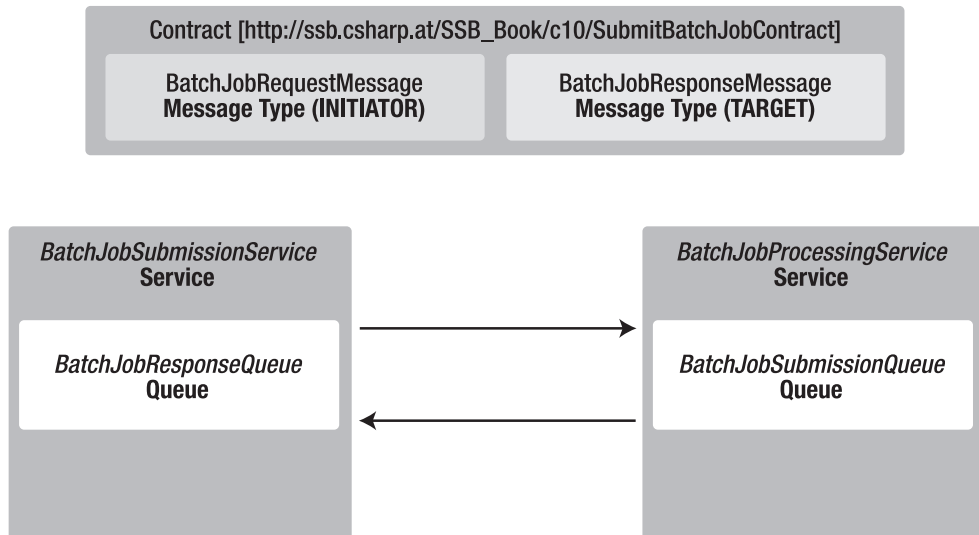 Contract [http://ssb.csharp.at/SSB_Book/c10/SubmitBatchJobContract]
BatchJobRequestMessage
Message Type (INITIATOR)
BatchJobResponseMessage
Message Type (TARGET)
BatchJobSubmissionService
Service
BatchJobResponseQueue
Queue
BatchJobProcessingService
Service
BatchJobSubmissionQueue
Queue